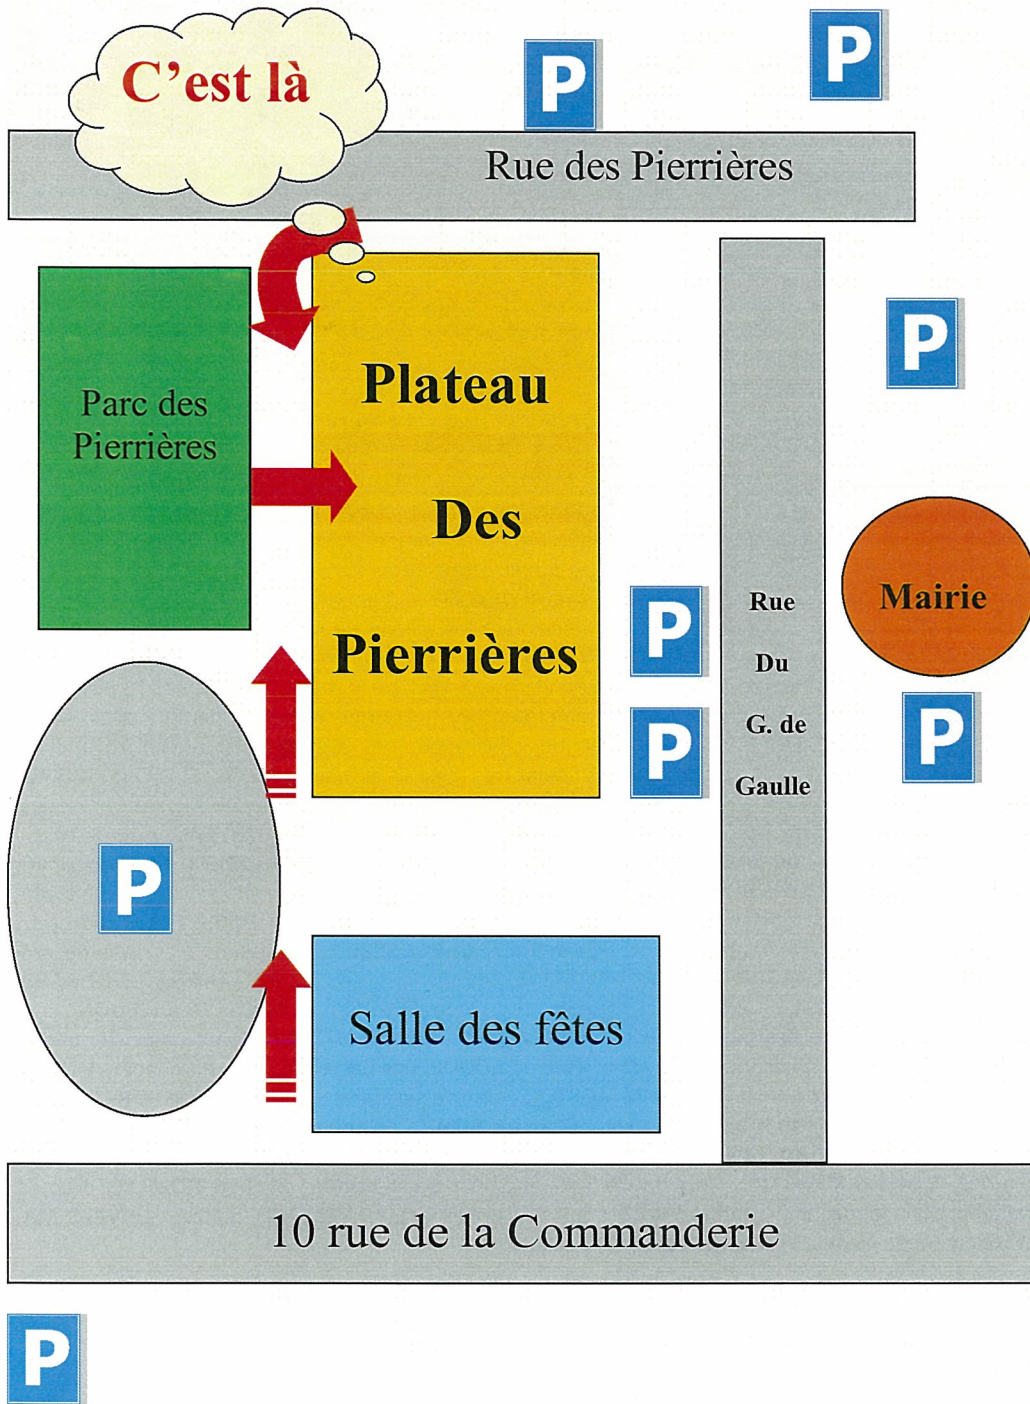 C'est là
P
P
Rue des Pierrières
P
Parc des
Pierrières
Plateau
Des
Pierrières
P
P
Rue
Du
G. de
Gaulle
Mairie
P
P
Salle des fêtes
10 rue de la Commanderie
P